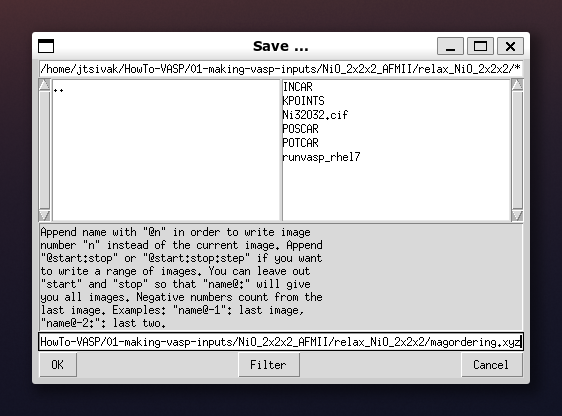 Save ...
/home/jtsivak/HowTo-VASP/01-making-vasp-inputs/NiO_2x2x2_AFMII/relax_NiO_2x2x2/*
..
INCAR
KPOINTS
Ni32O32.cif
POSCAR
POTCAR
runvasp_rhel7
Append name with "@n" in order to write image
number "n" instead of the current image. Append
"@start:stop" or "@start:stop:step" if you want
to write a range of images. You can leave out
"start" and "stop" so that "name@:" will give
you all images. Negative numbers count from the
last image. Examples: "name@-1": last image,
"name@-2:": last two.
HowTo-VASP/01-making-vasp-inputs/NiO_2x2x2_AFMII/relax_NiO_2x2x2/magordering.xyz
OK Filter Cancel